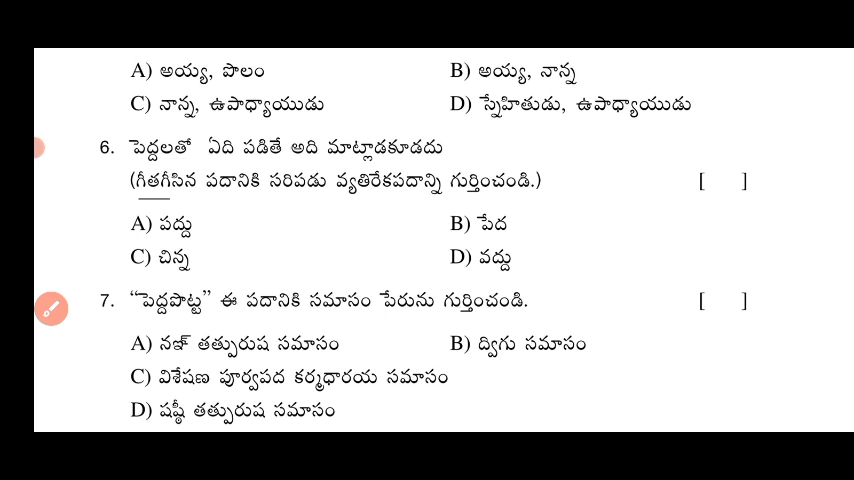 A) అయ్య, పొలం B) అయ్య, నాన్న
C) నాన్న, ఉపాధ్యాయుడు D) స్నేహితుడు, ఉపాధ్యాయుడు
6. పెద్దలతో ఏది పడితే అది మాట్లాడకూడదు
(గీతగీసిన పదానికి సరిపడు వ్యతిరేకపదాన్ని గుర్తించండి.) [ ]
A) పద్దు B) పేద
C) చిన్న D) వద్దు
7. “పెద్దపొట్ట” ఈ పదానికి సమాసం పేరును గుర్తించండి. [ ]
A) నఞ్ తత్పురుష సమాసం B) ద్విగు సమాసం
C) విశేషణ పూర్వపద కర్మధారయ సమాసం
D) షష్ఠీ తత్పురుష సమాసం